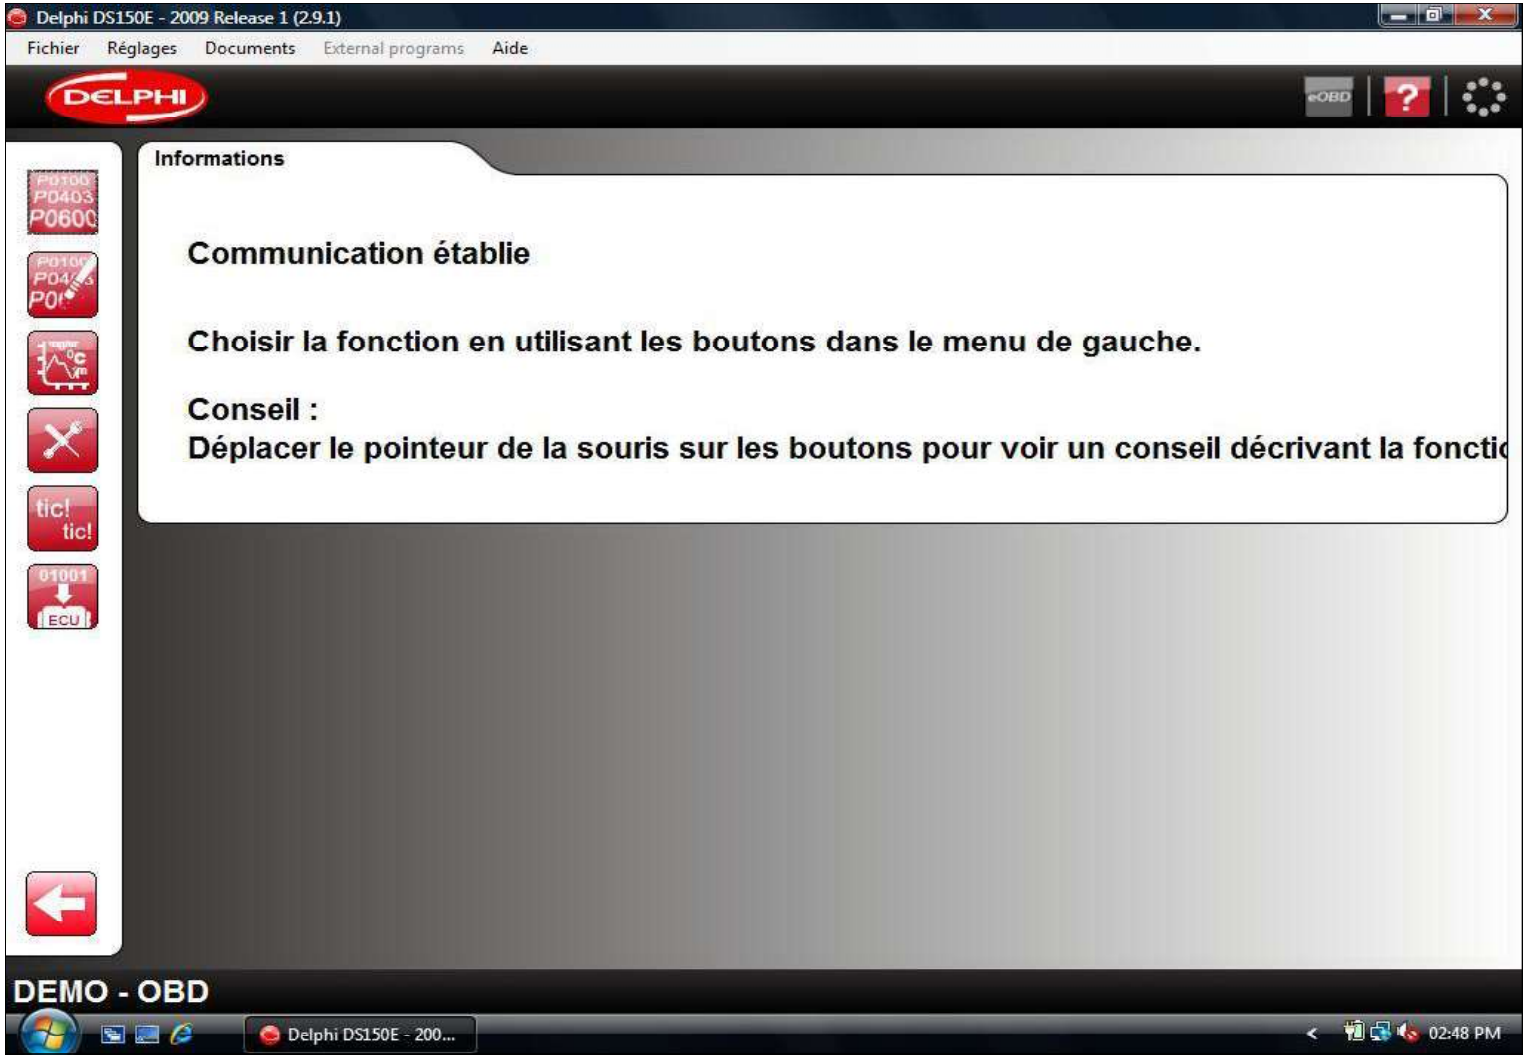 Delphi DS150E - 2009 Release 1 (2.9.1)
Fichier Réglages Documents External programs Aide
DELPHI
eOBD ?
Informations
P0100
P0403
P0600
Communication établie
P0100
P0403
Choisir la fonction en utilisant les boutons dans le menu de gauche.
°C
Conseil :
Déplacer le pointeur de la souris sur les boutons pour voir un conseil décrivant la foncti
tic!
tic!
01001
ECU
DEMO - OBD
Delphi DS150E - 200...
< 02:48 PM